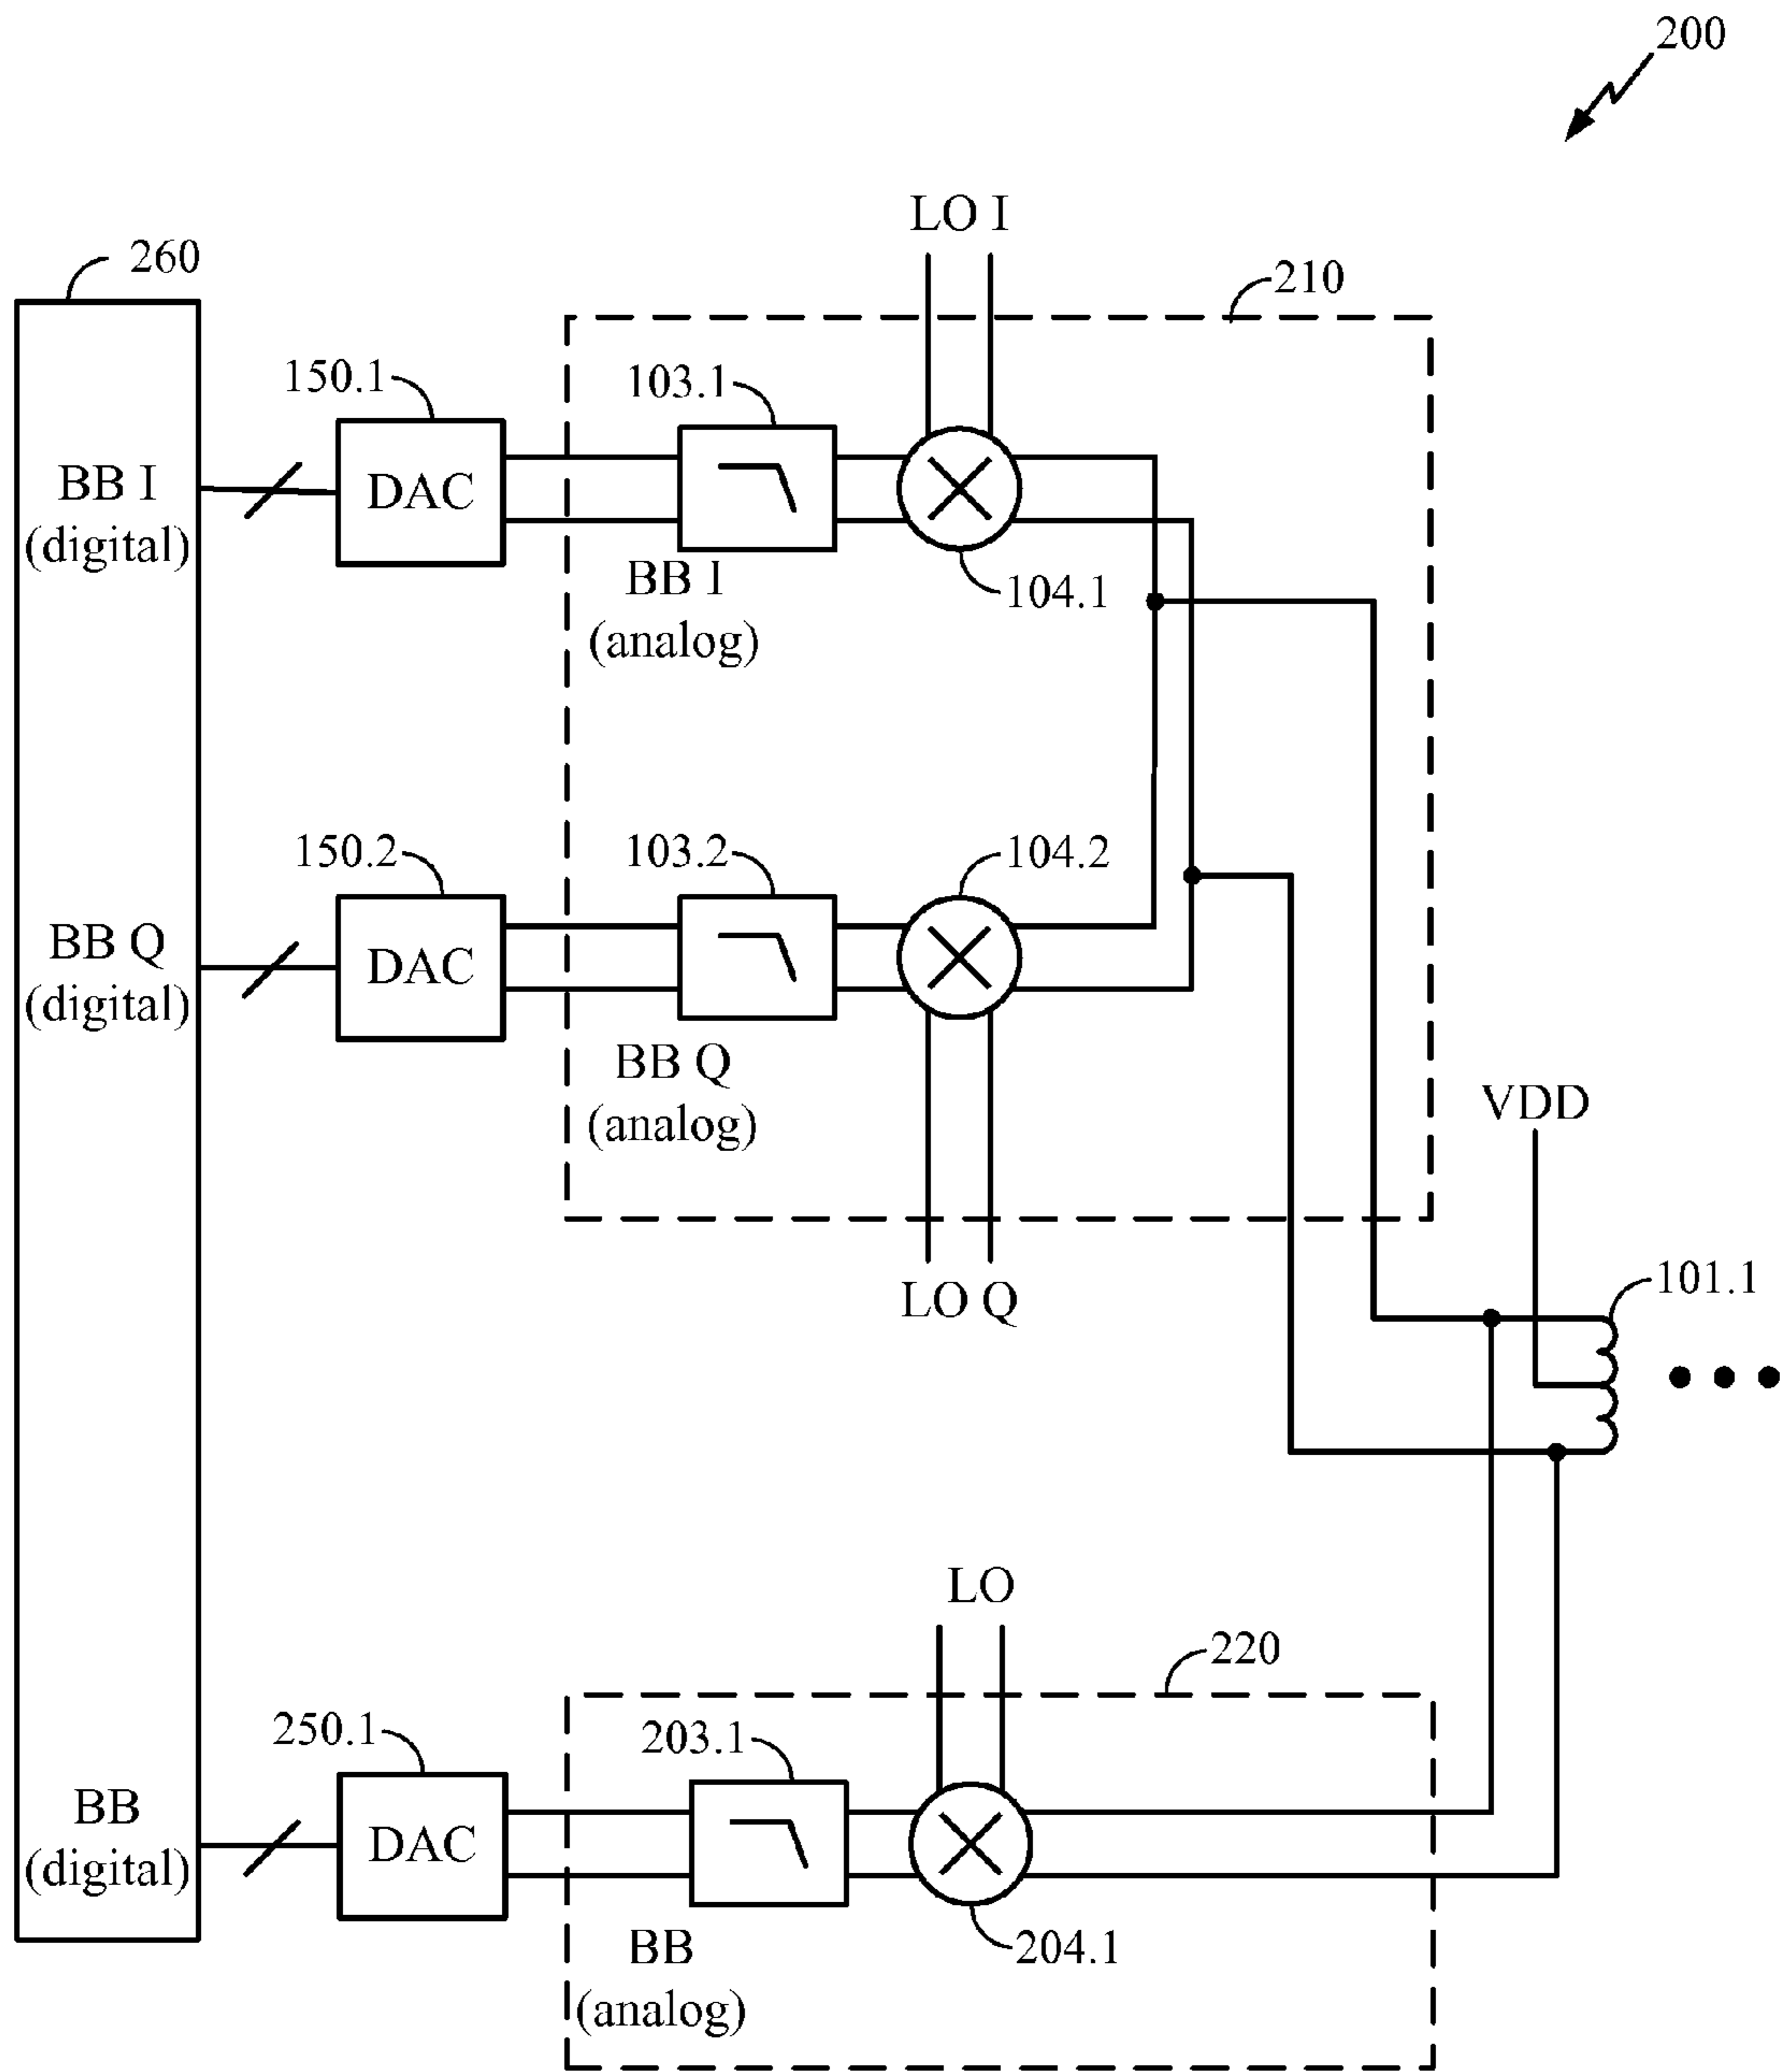 200
LO I
260
210
150.1
103.1
BB I
(digital)
DAC
BB I
(analog)
104.1
150.2
103.2
104.2
BB Q
(digital)
DAC
BB Q
(analog)
VDD
LO Q
101.1
LO
220
250.1
203.1
BB
(digital)
DAC
BB
(analog)
204.1